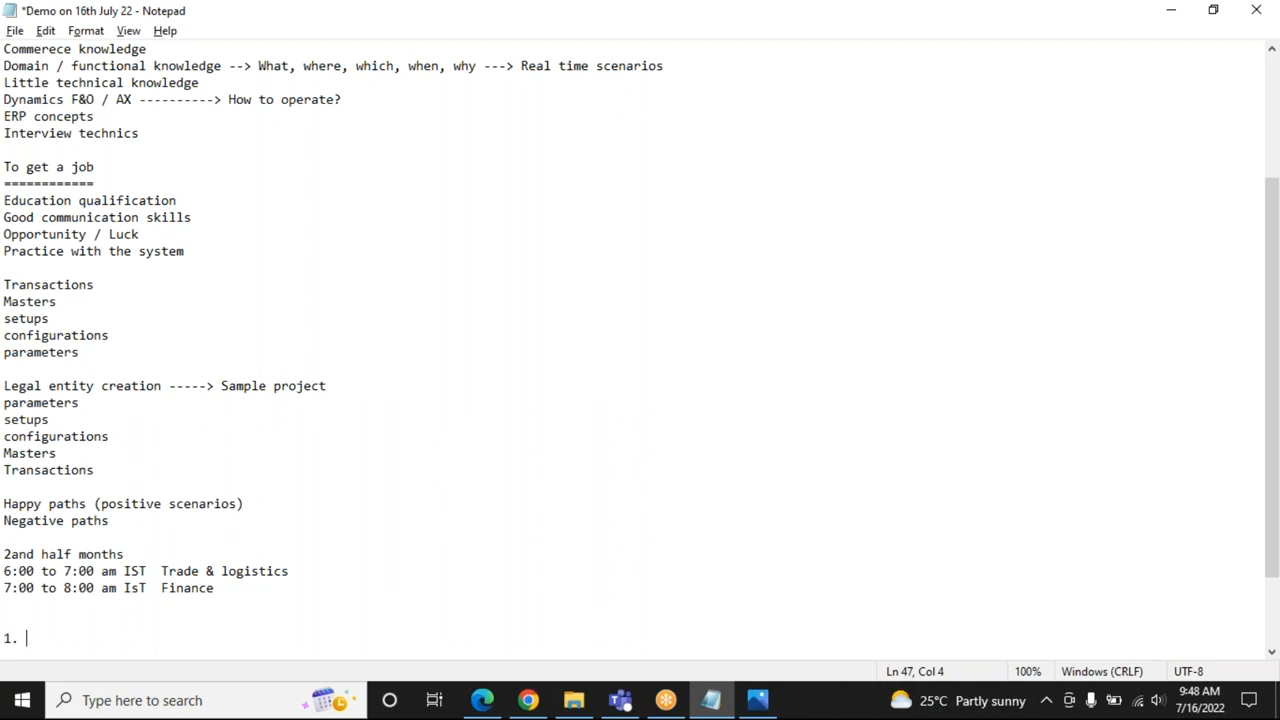 *Demo on 16th July 22 - Notepad
File Edit Format View Help
Commerece knowledge
Domain / functional knowledge --> What, where, which, when, why ---> Real time scenarios
Little technical knowledge
Dynamics F&O / AX ----------> How to operate?
ERP concepts
Interview technics
To get a job
============
Education qualification
Good communication skills
Opportunity / Luck
Practice with the system
Transactions
Masters
setups
configurations
parameters
Legal entity creation -----> Sample project
parameters
setups
configurations
Masters
Transactions
Happy paths (positive scenarios)
Negative paths
2and half months
6:00 to 7:00 am IST  Trade & logistics
7:00 to 8:00 am IsT  Finance
1.
Ln 47, Col 4 100% Windows (CRLF) UTF-8
Type here to search 25°C Partly sunny 9:48 AM
7/16/2022